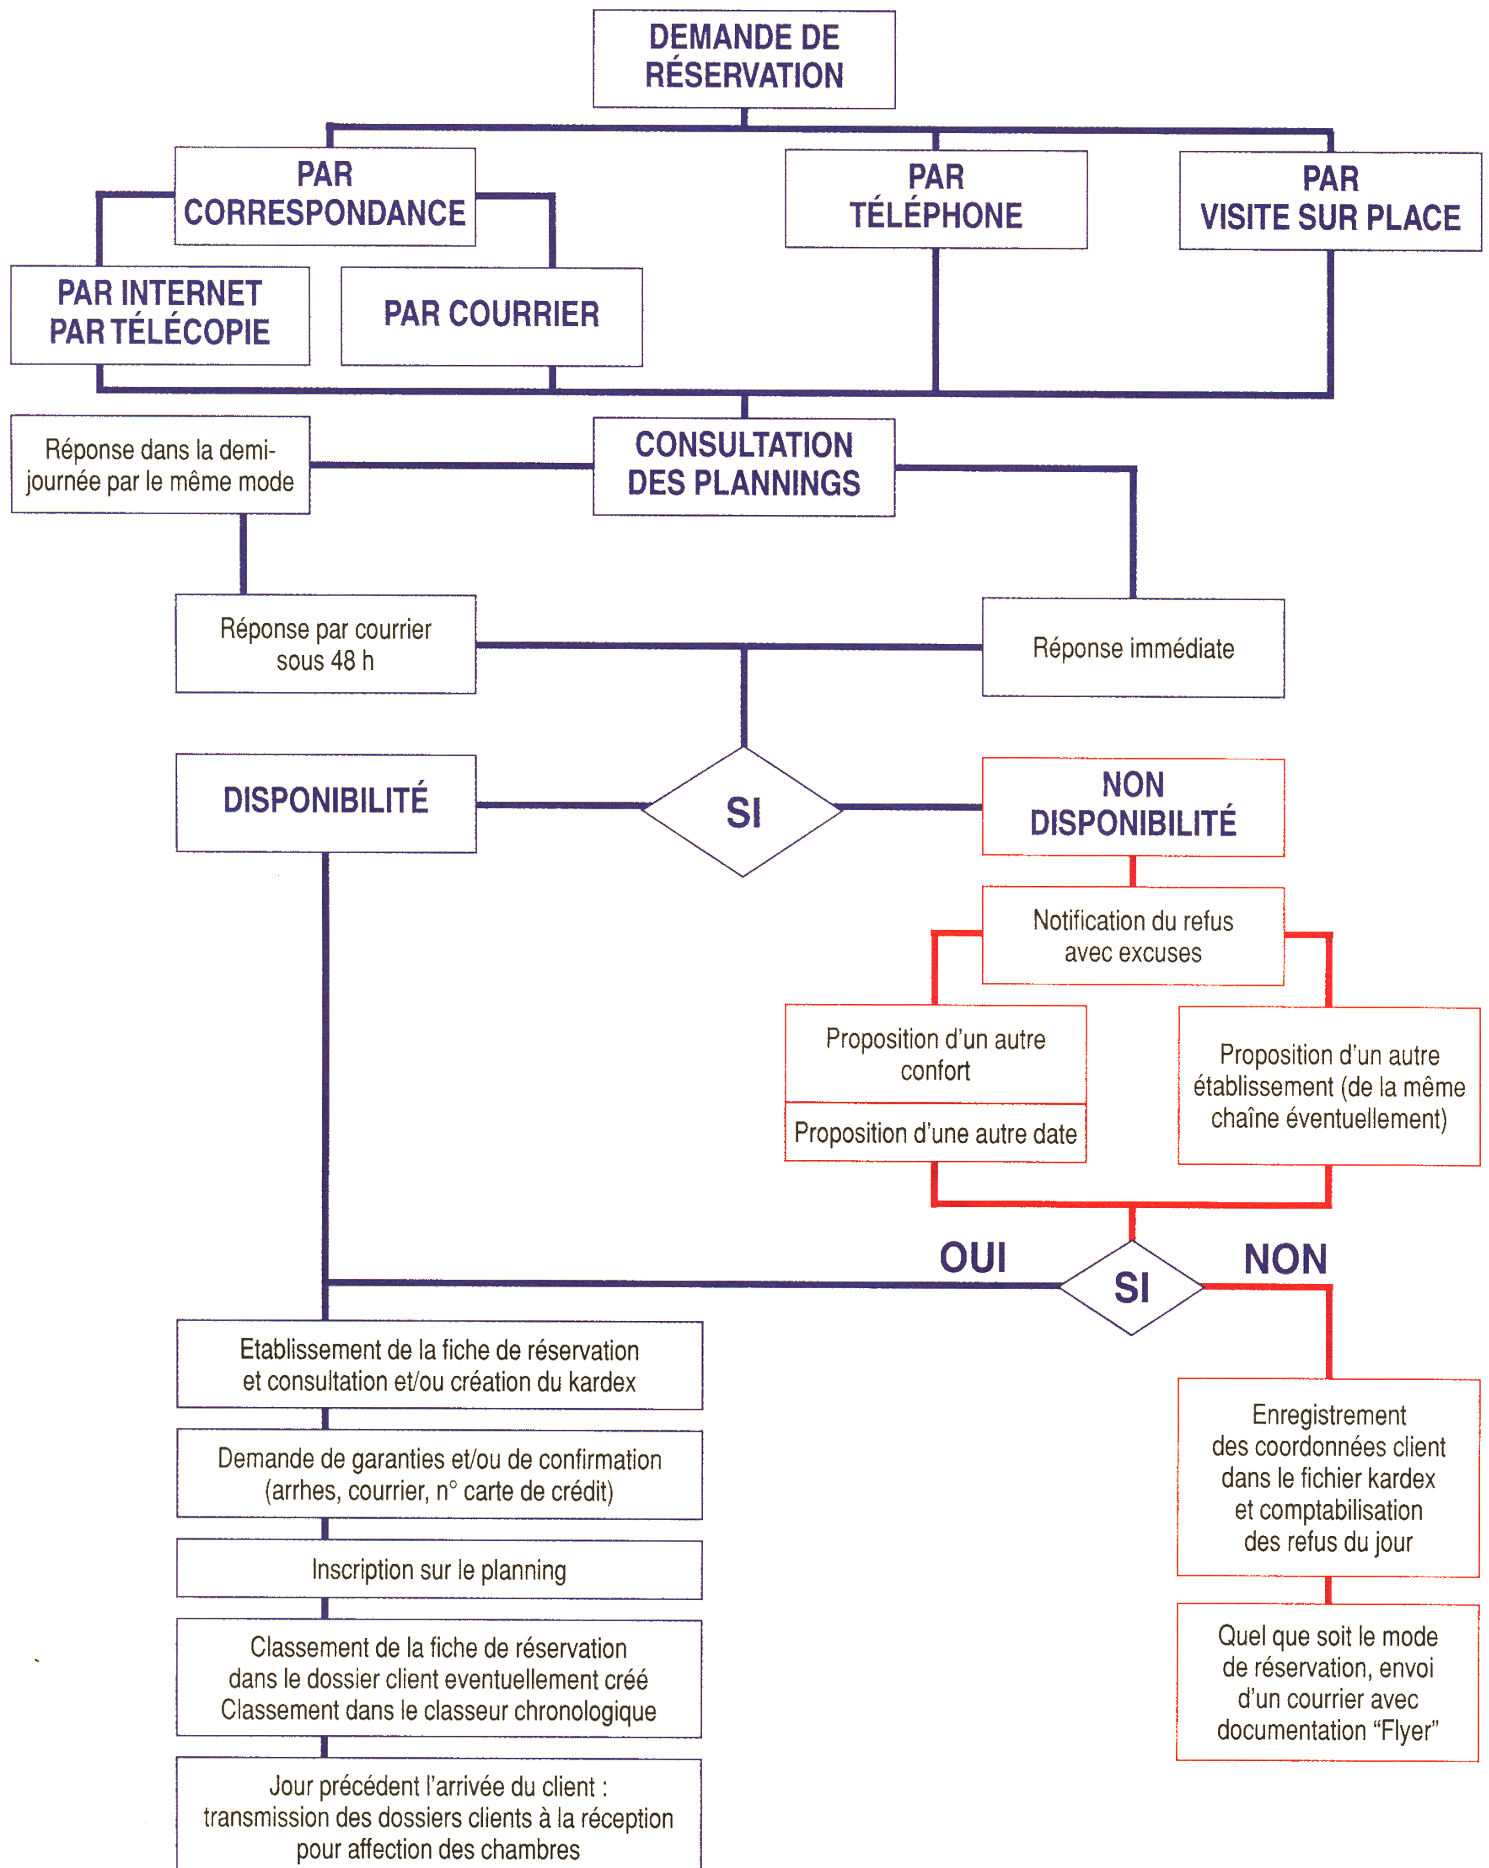 DEMANDE DE
RÉSERVATION
PAR
CORRESPONDANCE
PAR
TÉLÉPHONE
PAR
VISITE SUR PLACE
PAR INTERNET
PAR TÉLÉCOPIE
PAR COURRIER
Réponse dans la demi-
journée par le même mode
CONSULTATION
DES PLANNINGS
Réponse par courrier
sous 48 h
Réponse immédiate
DISPONIBILITÉ
SI
NON
DISPONIBILITÉ
Notification du refus
avec excuses
Proposition d'un autre
confort
Proposition d'une autre date
Proposition d'un autre
établissement (de la même
chaîne éventuellement)
OUI
SI
NON
Etablissement de la fiche de réservation
et consultation et/ou création du kardex
Demande de garanties et/ou de confirmation
(arrhes, courrier, n° carte de crédit)
Inscription sur le planning
Classement de la fiche de réservation
dans le dossier client eventuellement créé
Classement dans le classeur chronologique
Jour précédent l'arrivée du client :
transmission des dossiers clients à la réception
pour affection des chambres
Enregistrement
des coordonnées client
dans le fichier kardex
et comptabilisation
des refus du jour
Quel que soit le mode
de réservation, envoi
d'un courrier avec
documentation “Flyer”